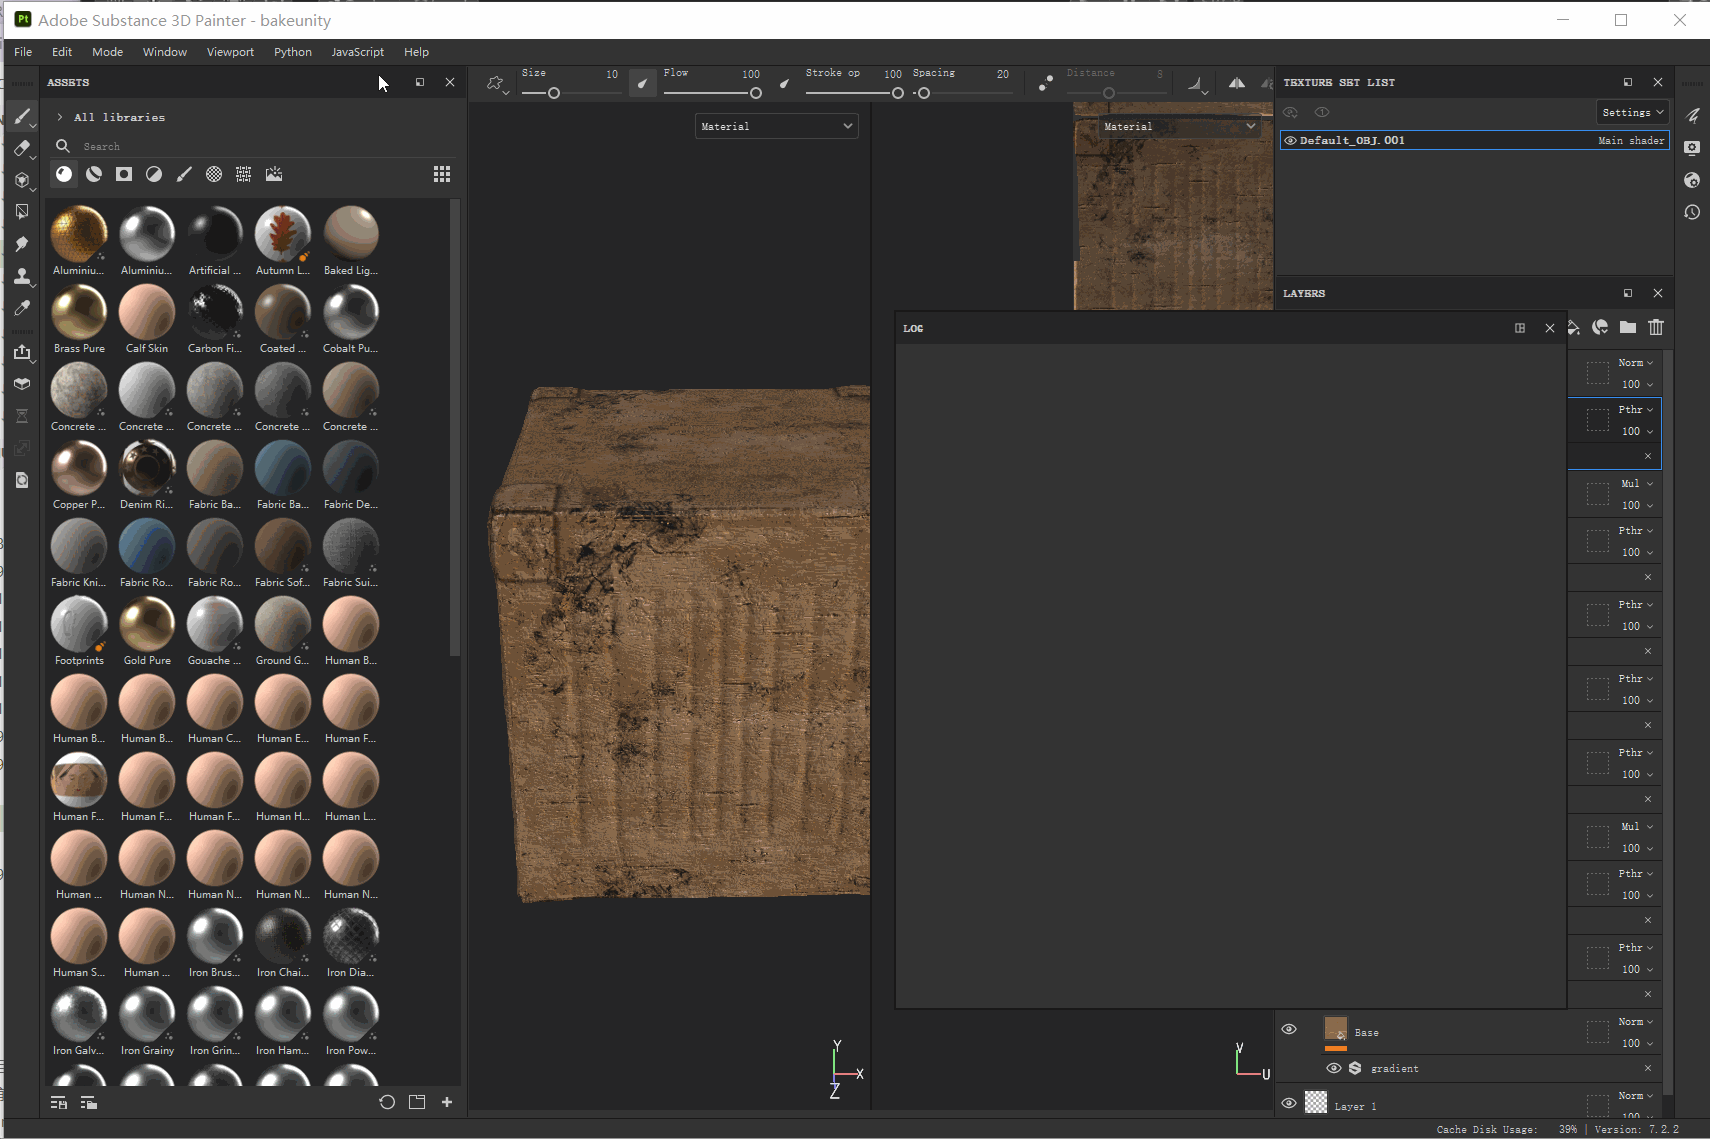 Pt Adobe Substance 3D Painter - bakeunity
File Edit Mode Window Viewport Python JavaScript Help
ASSETS
All libraries
Search
Aluminiu... Aluminiu... Artificial ... Autumn L... Baked Lig...
Brass Pure Calf Skin Carbon Fi... Coated ... Cobalt Pu...
Concrete ... Concrete ... Concrete ... Concrete ... Concrete ...
Copper P... Denim Ri... Fabric Ba... Fabric Ba... Fabric De...
Fabric Kni... Fabric Ro... Fabric Ro... Fabric Sof... Fabric Sui...
Footprints Gold Pure Gouache ... Ground G... Human B...
Human B... Human B... Human C... Human E... Human F...
Human F... Human F... Human F... Human H... Human L...
Human ... Human N... Human N... Human N... Human N...
Human S... Human ... Iron Brus... Iron Chai... Iron Dia...
Iron Galv... Iron Grainy Iron Grin... Iron Ham... Iron Pow...
Size 10 Flow 100 Stroke op 100 Spacing 20 Distance 8
Material
Material
Y
X
Z
V
U
LOG
TEXTURE SET LIST
Settings
Default_OBJ.001 Main shader
LAYERS
Norm
100
Pthr
100
Mul
100
Pthr
100
Pthr
100
Pthr
100
Pthr
100
Mul
100
Pthr
100
Pthr
100
Norm
Base
100
gradient
Norm
Layer 1
100
Cache Disk Usage: 39% | Version: 7.2.2